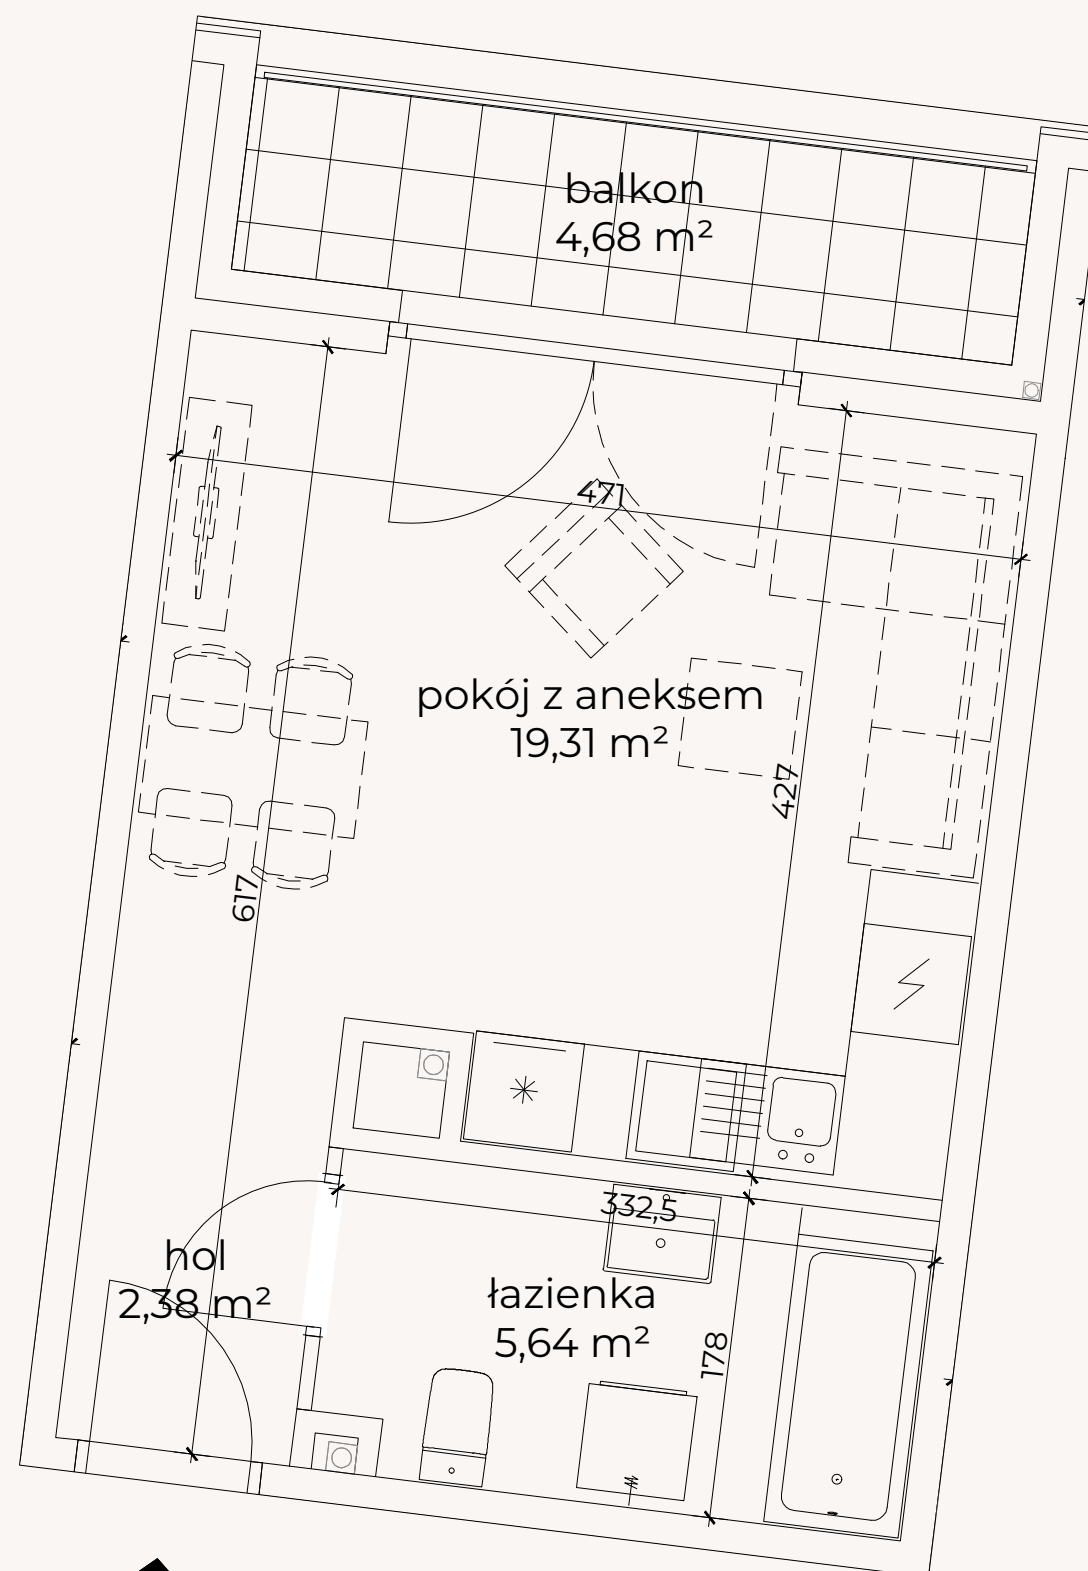 balkon
4,68 m²
471
pokój z aneksem
19,31 m²
427
617
332,5
hol
2,38 m²
łazienka
5,64 m²
178